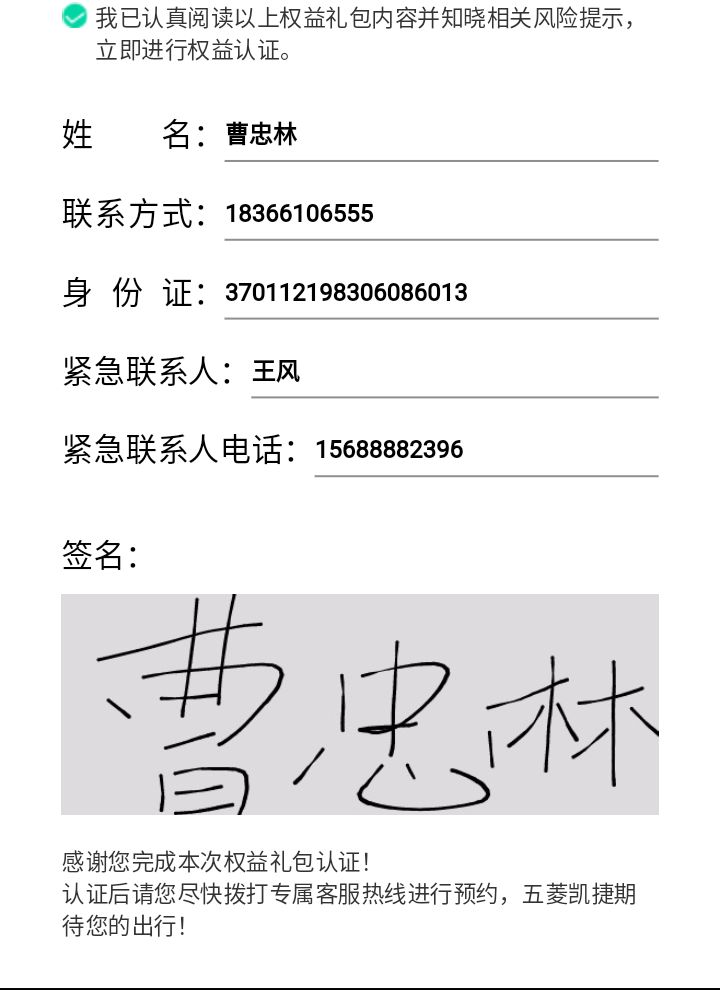 我已认真阅读以上权益礼包内容并知晓相关风险提示，
立即进行权益认证。
姓名：曹忠林
联系方式：18366106555
身份证：370112198306086013
紧急联系人：王风
紧急联系人电话：15688882396
签名：
曹忠林
感谢您完成本次权益礼包认证！
认证后请您尽快拨打专属客服热线进行预约，五菱凯捷期
待您的出行！